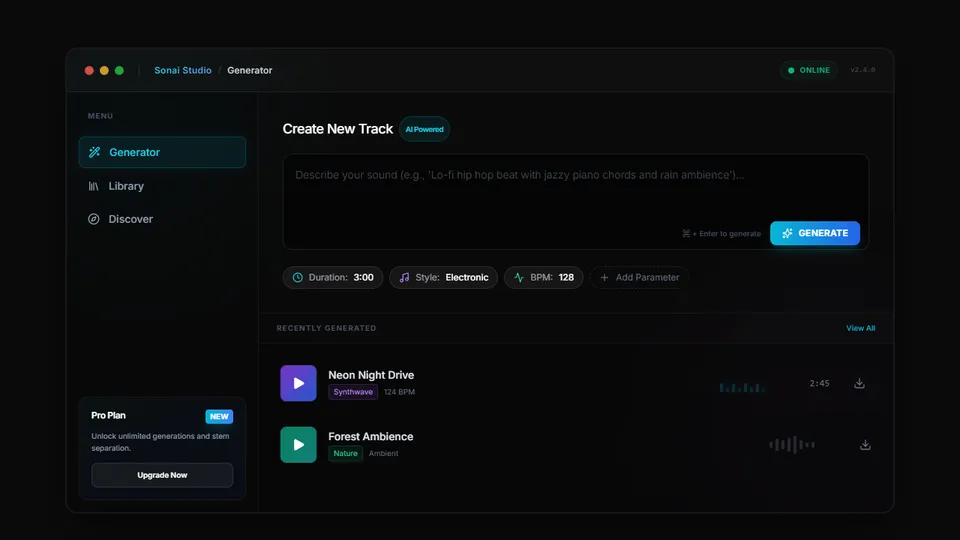 Sonai Studio / Generator
ONLINE
v2.4.0
MENU
Generator
Library
Discover
Pro Plan
NEW
Unlock unlimited generations and stem
separation.
Upgrade Now
Create New Track
AI Powered
Describe your sound (e.g., 'Lo-fi hip hop beat with jazzy piano chords and rain ambience')...
⌘ + Enter to generate
GENERATE
Duration: 3:00
Style: Electronic
BPM: 128
Add Parameter
RECENTLY GENERATED
View All
Neon Night Drive
Synthwave
124 BPM
2:45
Forest Ambience
Nature
Ambient